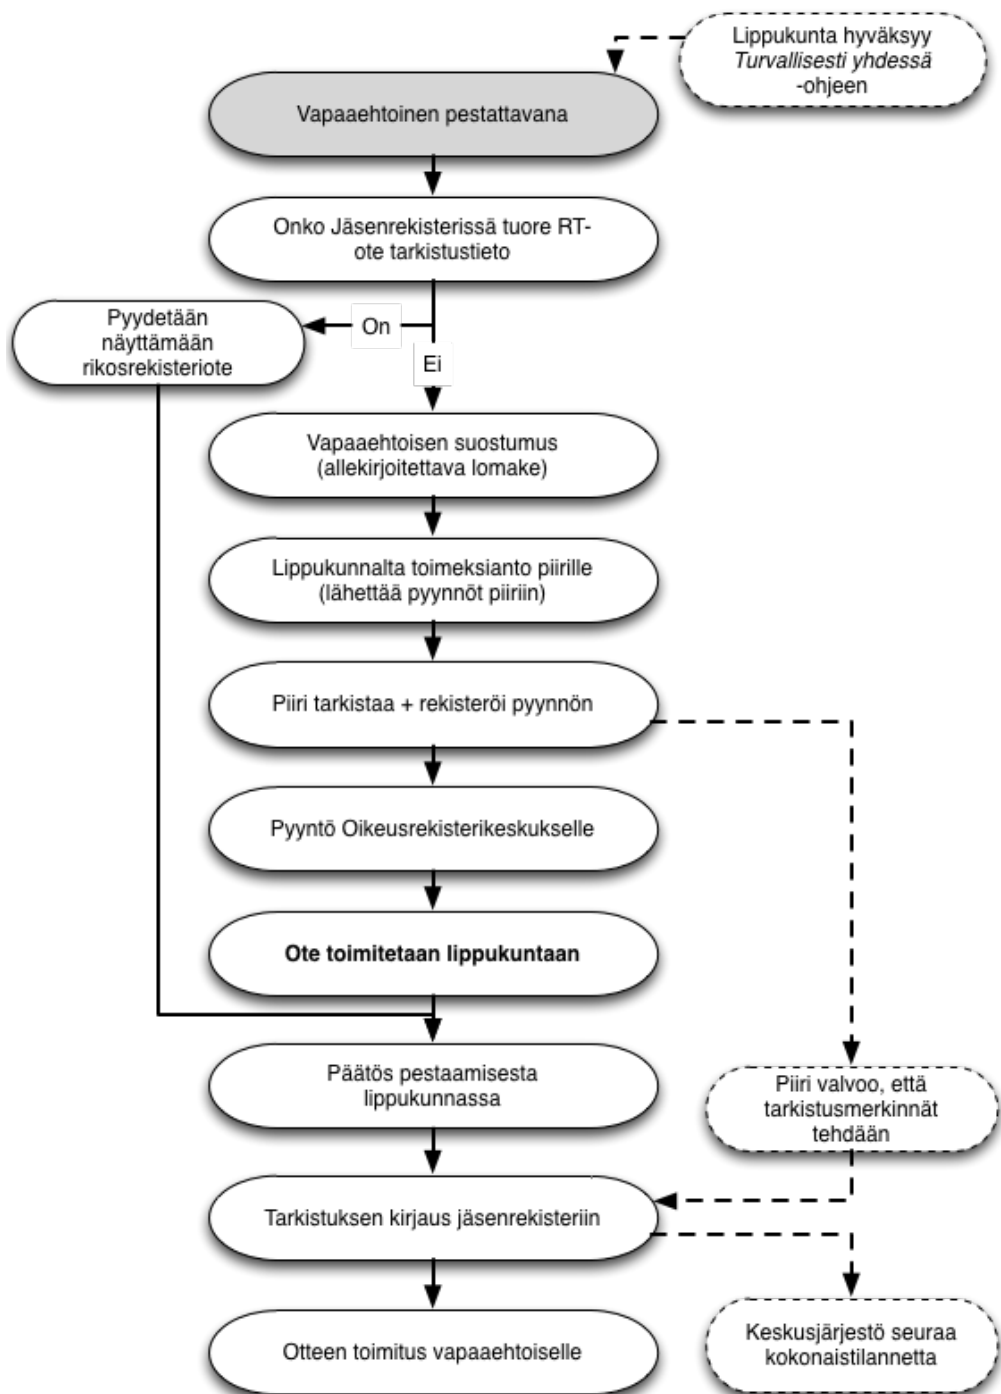 Lippukunta hyväksyy
Turvallisesti yhdessä
-ohjeen
Vapaaehtoinen pestattavana
Onko Jäsenrekisterissä tuore RT-
ote tarkistustieto
Pyydetään
näyttämään
rikosrekisteriote
On
Ei
Vapaaehtoisen suostumus
(allekirjoitettava lomake)
Lippukunnalta toimeksianto piirille
(lähettää pyynnöt piiriin)
Piiri tarkistaa + rekisteröi pyynnön
Pyyntö Oikeusrekisterikeskukselle
Ote toimitetaan lippukuntaan
Päätös pestaamisesta
lippukunnassa
Piiri valvoo, että
tarkistusmerkinnät
tehdään
Tarkistuksen kirjaus jäsenrekisteriin
Otteen toimitus vapaaehtoiselle
Keskusjärjestö seuraa
kokonaistilannetta